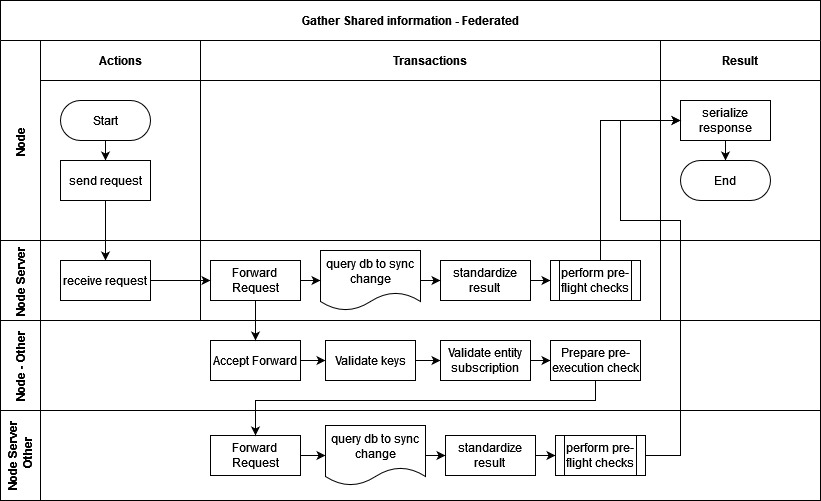 Gather Shared information - Federated
Actions
Transactions
Result
Node
Start
serialize
response
send request
End
Node Server
receive request
Forward
Request
query db to sync
change
standardize
result
perform pre-
flight checks
Node - Other
Accept Forward
Validate keys
Validate entity
subscription
Prepare pre-
execution check
Node Server
Other
Forward
Request
query db to sync
change
standardize
result
perform pre-
flight checks